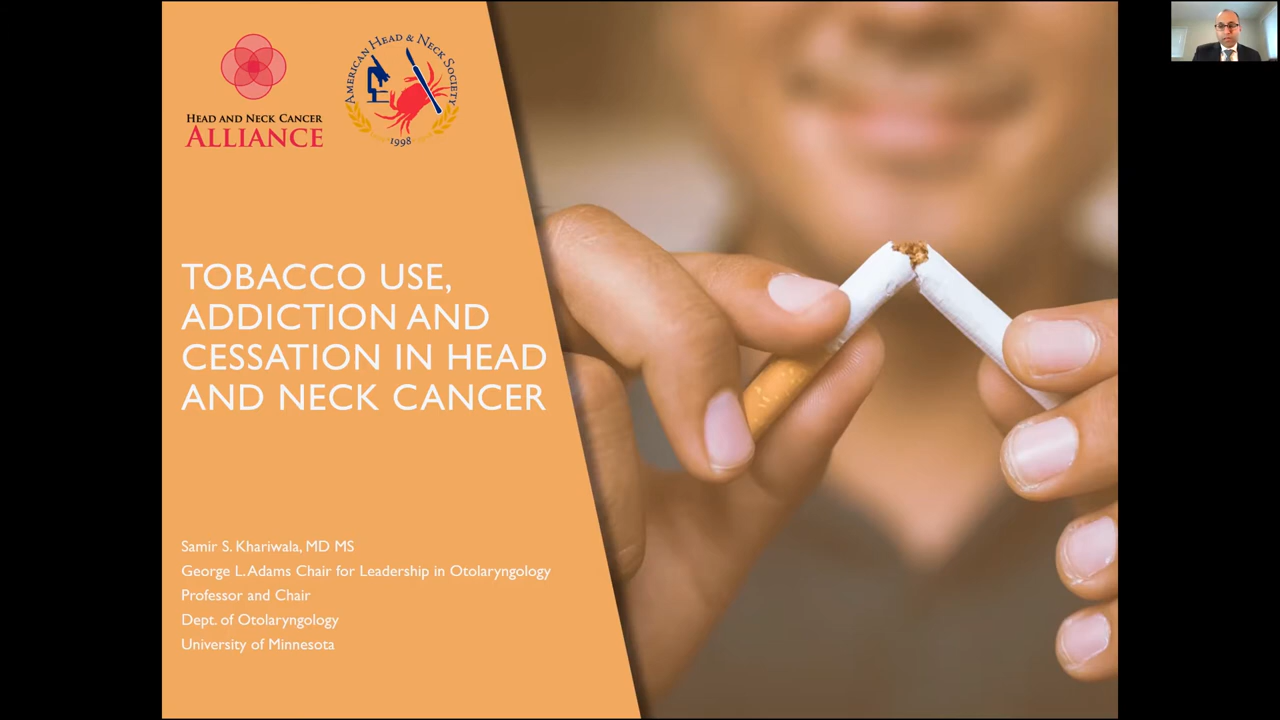 HEAD AND NECK CANCER
ALLIANCE
AMERICAN HEAD & NECK SOCIETY
1998
TOBACCO USE,
ADDICTION AND
CESSATION IN HEAD
AND NECK CANCER
Samir S. Khariwala, MD MS
George L. Adams Chair for Leadership in Otolaryngology
Professor and Chair
Dept. of Otolaryngology
University of Minnesota